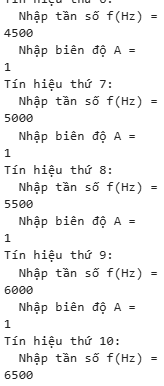 Tín hiệu thứ 6:
Nhập tần số f(Hz) =
4500
Nhập biên độ A =
1
Tín hiệu thứ 7:
Nhập tần số f(Hz) =
5000
Nhập biên độ A =
1
Tín hiệu thứ 8:
Nhập tần số f(Hz) =
5500
Nhập biên độ A =
1
Tín hiệu thứ 9:
Nhập tần số f(Hz) =
6000
Nhập biên độ A =
1
Tín hiệu thứ 10:
Nhập tần số f(Hz) =
6500